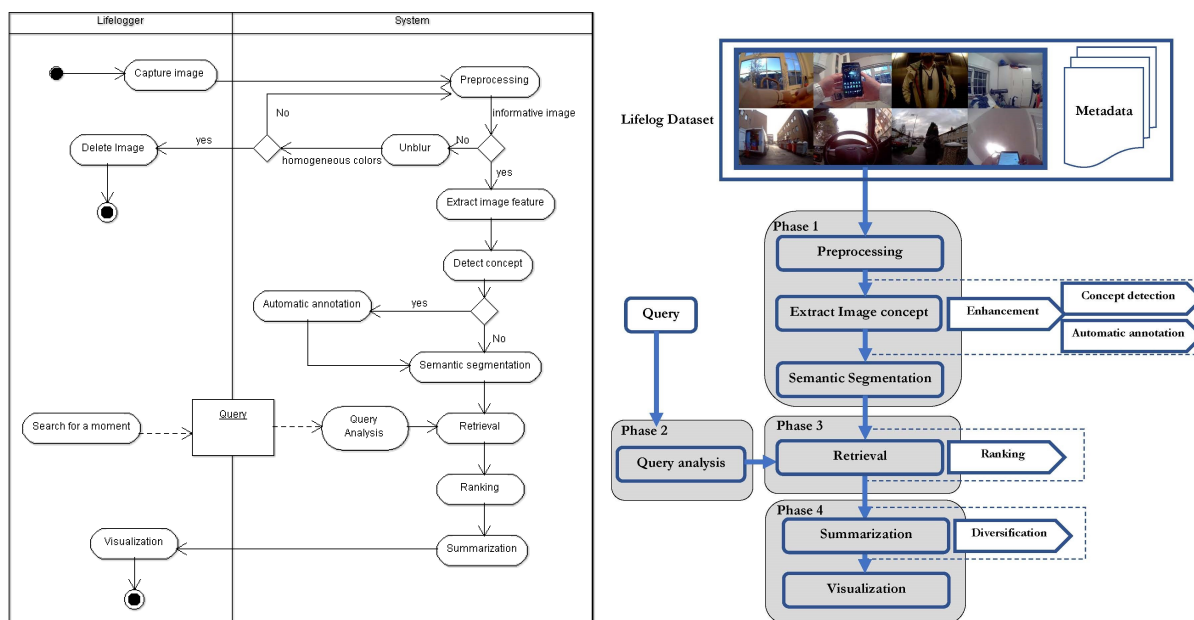 Lifelogger
System
Capture image
Preprocessing
No
informative image
Delete Image
yes
Unblur
No
homogeneous colors
yes
Extract image feature
Detect concept
Automatic annotation
yes
No
Semantic segmentation
Search for a moment
Query
Query
Analysis
Retrieval
Ranking
Visualization
Summarization
Lifelog Dataset
Metadata
Phase 1
Preprocessing
Concept detection
Query
Extract Image concept
Enhancement
Automatic annotation
Semantic Segmentation
Phase 2
Phase 3
Query analysis
Retrieval
Ranking
Phase 4
Summarization
Diversification
Visualization